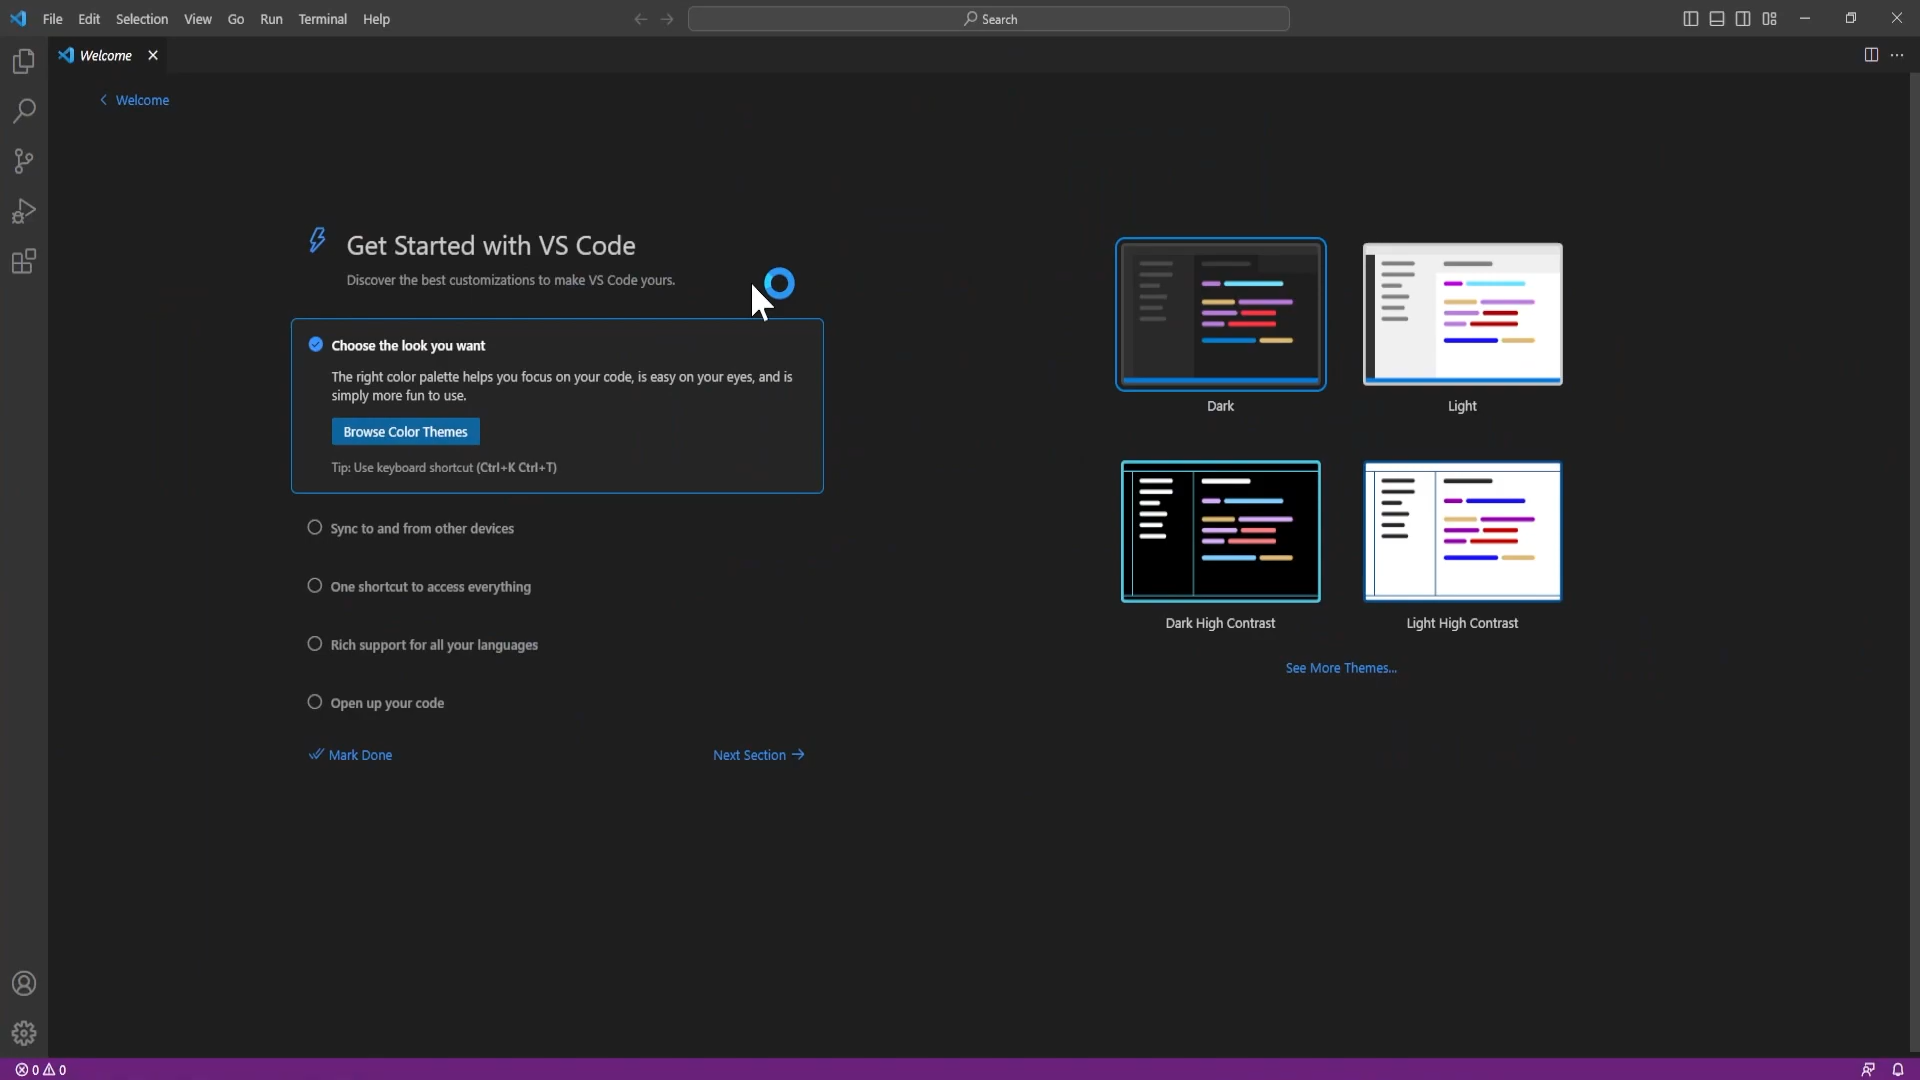 File Edit Selection View Go Run Terminal Help
Search
Welcome
Welcome
Get Started with VS Code
Discover the best customizations to make VS Code yours.
Choose the look you want
The right color palette helps you focus on your code, is easy on your eyes, and is
simply more fun to use.
Browse Color Themes
Tip: Use keyboard shortcut (Ctrl+K Ctrl+T)
Sync to and from other devices
One shortcut to access everything
Rich support for all your languages
Open up your code
Mark Done
Next Section
Dark
Light
Dark High Contrast
Light High Contrast
See More Themes...
0 0